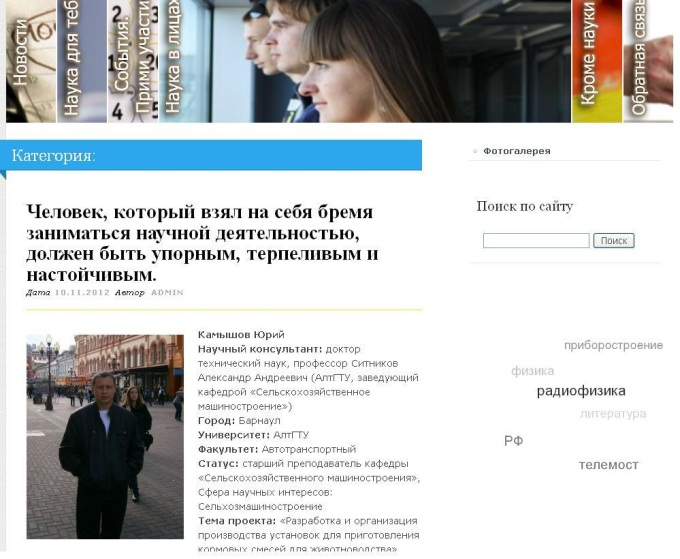 Новости
Наука для теб
События.
Прими участи
Наука в лицах
Кроме науки
Обратная связь
Категория:
Человек, который взял на себя бремя
заниматься научной деятельностью,
должен быть упорным, терпеливым и
настойчивым.
Дата 10.11.2012 Автор ADMIN
Камышов Юрий
Научный консультант: доктор
технический наук, профессор Ситников
Александр Андреевич (АлтГТУ, заведующий
кафедрой «Сельскохозяйственное
машиностроение»)
Город: Барнаул
Университет: АлтГТУ
Факультет: Автотранспортный
Статус: старший преподаватель кафедры
«Сельскохозяйственного машиностроения»,
Сфера научных интересов:
Сельхозмашиностроение
Тема проекта: «Разработка и организация
производства установок для приготовления
кормовых смесей для животноводства»
Фотогалерея
Поиск по сайту
Поиск
приборостроение
физика
радиофизика
литература
РФ
телемост